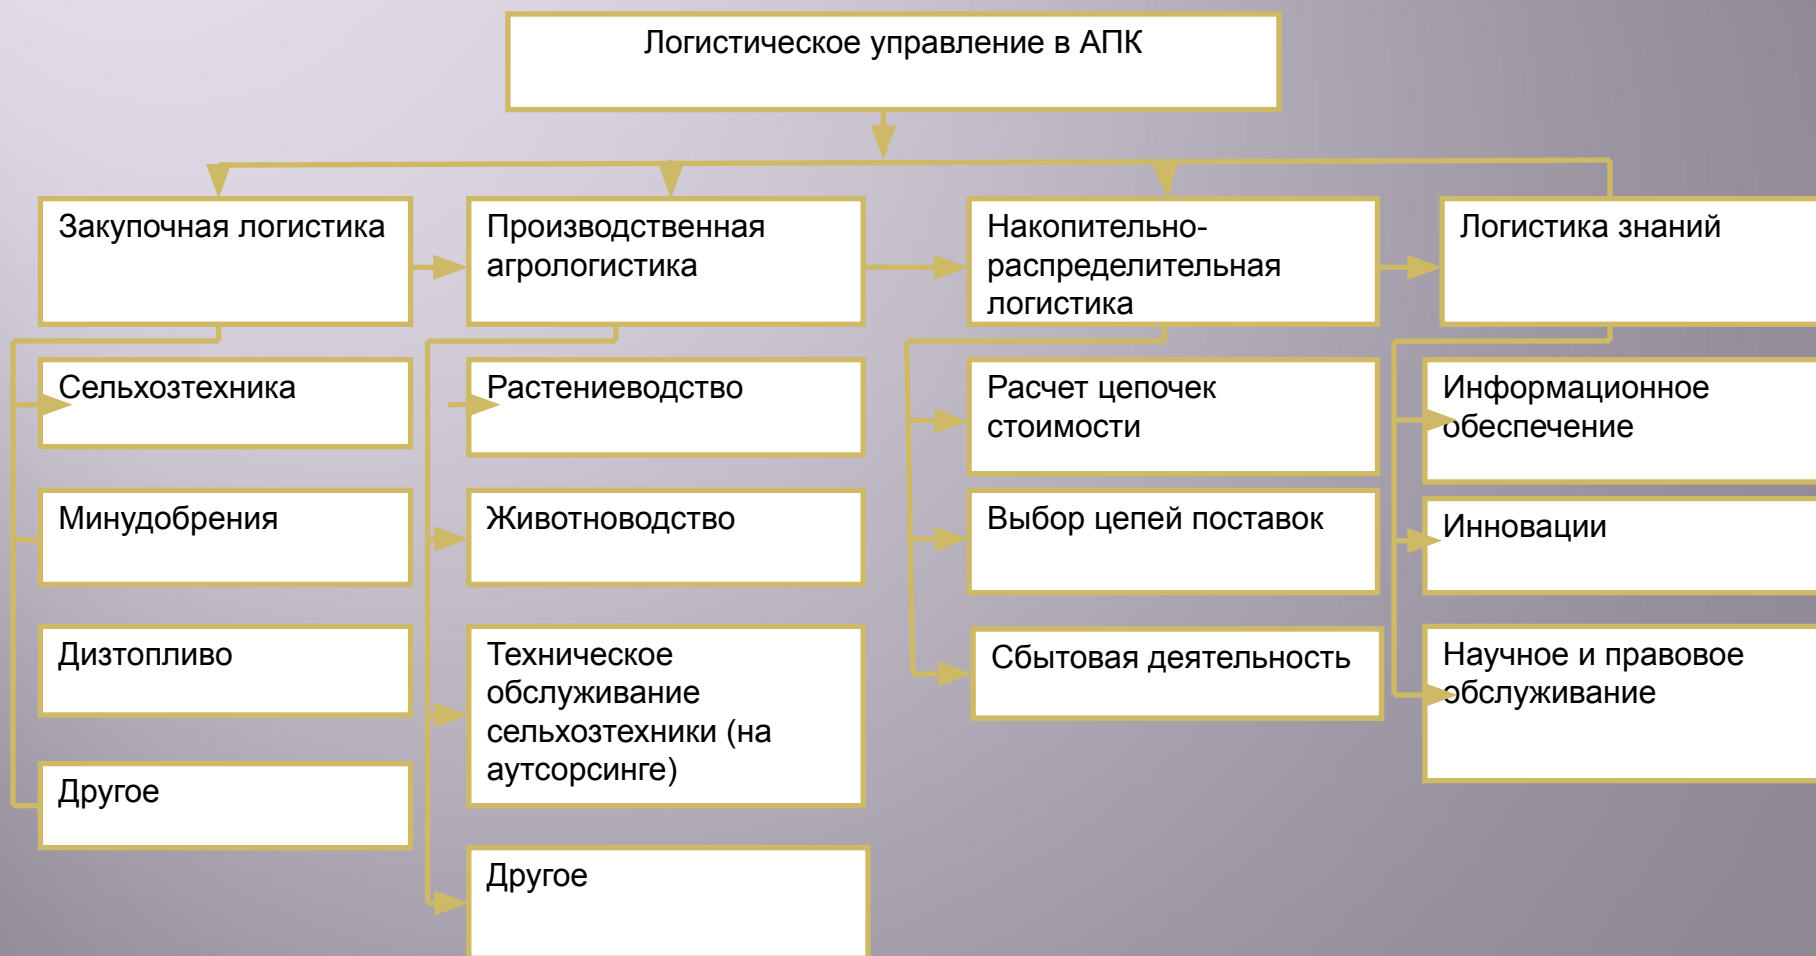 Логистическое управление в АПК
Закупочная логистика
Производственная
агрологистика
Накопительно-
распределительная
логистика
Логистика знаний
Сельхозтехника
Минудобрения
Дизтопливо
Другое
Растениеводство
Животноводство
Техническое
обслуживание
сельхозтехники (на
аутсорсинге)
Другое
Расчет цепочек
стоимости
Выбор цепей поставок
Сбытовая деятельность
Информационное
обеспечение
Инновации
Научное и правовое
обслуживание